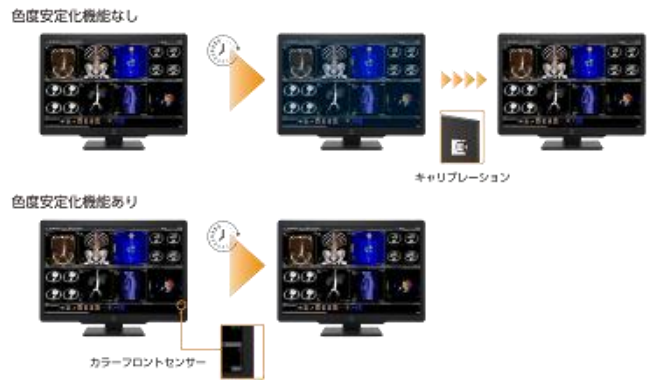 色度安定化機能なし
キャリブレーション
色度安定化機能あり
カラーフロントセンサー